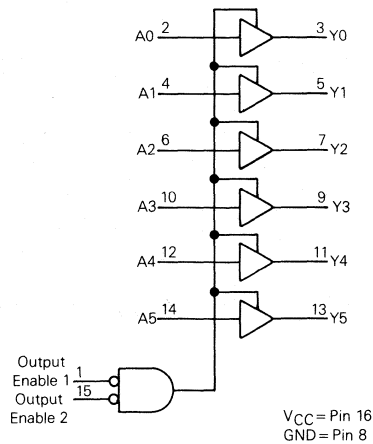 A0 2 3 Y0
A1 4 5 Y1
A2 6 7 Y2
A3 10 9 Y3
A4 12 11 Y4
A5 14 13 Y5
Output
Enable 1 1
Output 15
Enable 2
VCC = Pin 16
GND = Pin 8